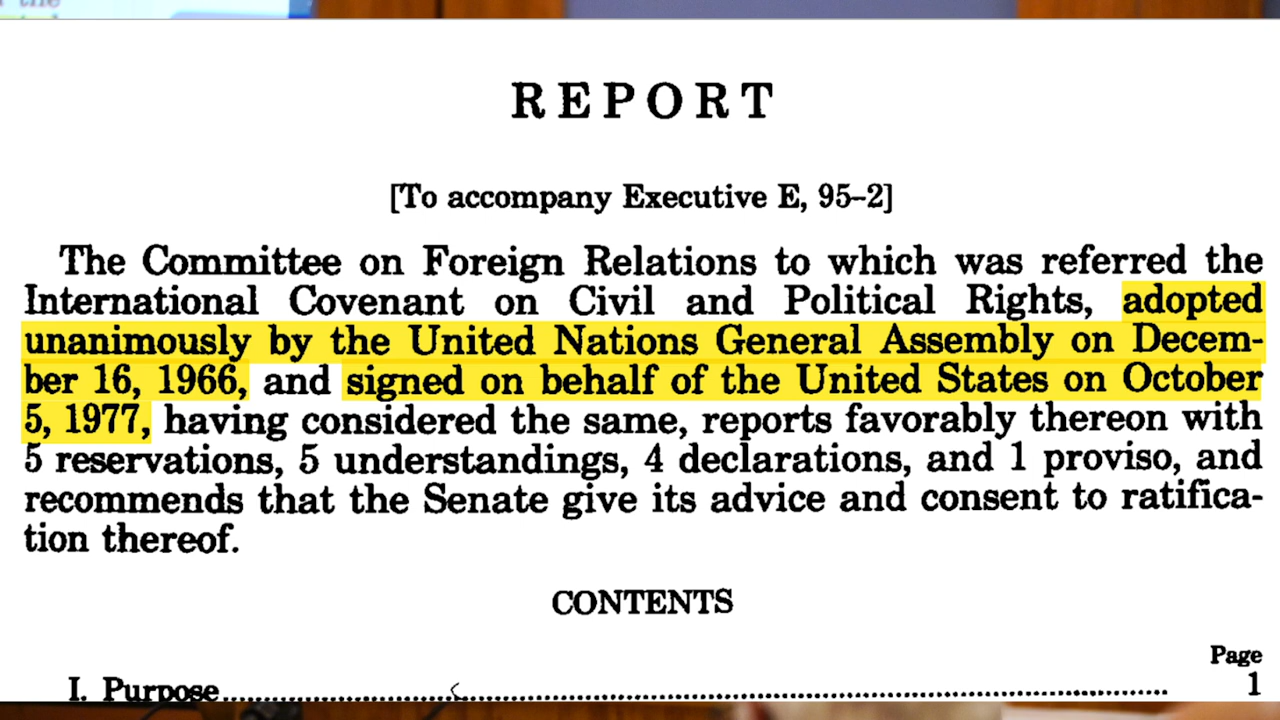 REPORT
[To accompany Executive E, 95–2]
The Committee on Foreign Relations to which was referred the
International Covenant on Civil and Political Rights, adopted
unanimously by the United Nations General Assembly on Decem-
ber 16, 1966, and signed on behalf of the United States on October
5, 1977, having considered the same, reports favorably thereon with
5 reservations, 5 understandings, 4 declarations, and 1 proviso, and
recommends that the Senate give its advice and consent to ratifica-
tion thereof.
CONTENTS
Page
I. Purpose........................................................................ 1